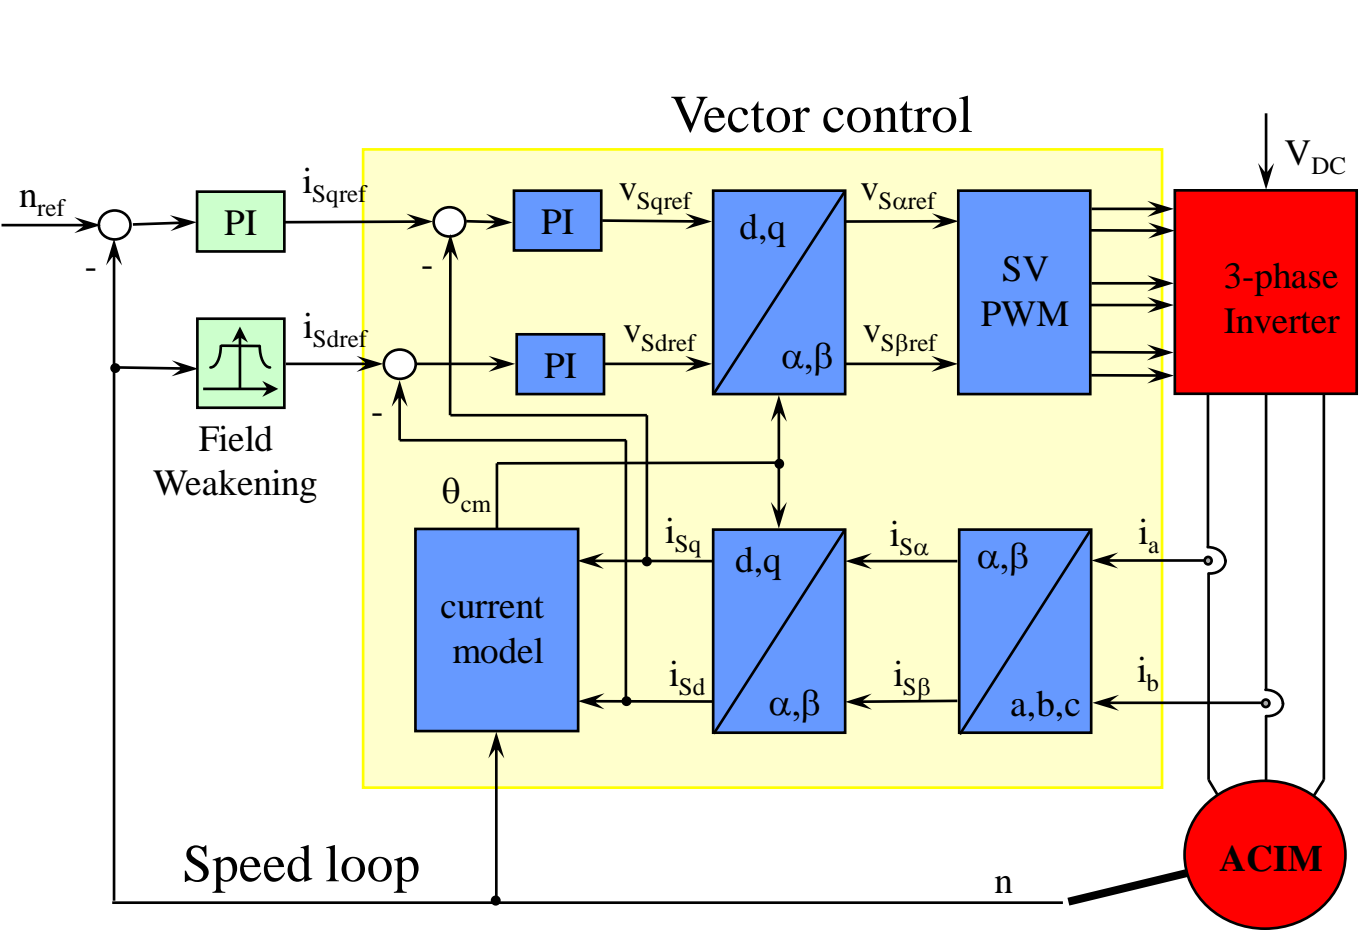 Vector control
V_DC
n_ref
PI
i_Sqref
-
PI
v_Sqref
d,q
α,β
v_Sαref
SV
PWM
3-phase
Inverter
-
i_Sdref
PI
v_Sdref
v_Sβref
-
Field
Weakening
θ_cm
current
model
i_Sq
d,q
α,β
i_Sα
α,β
a,b,c
i_a
i_Sd
i_Sβ
i_b
Speed loop
n
ACIM